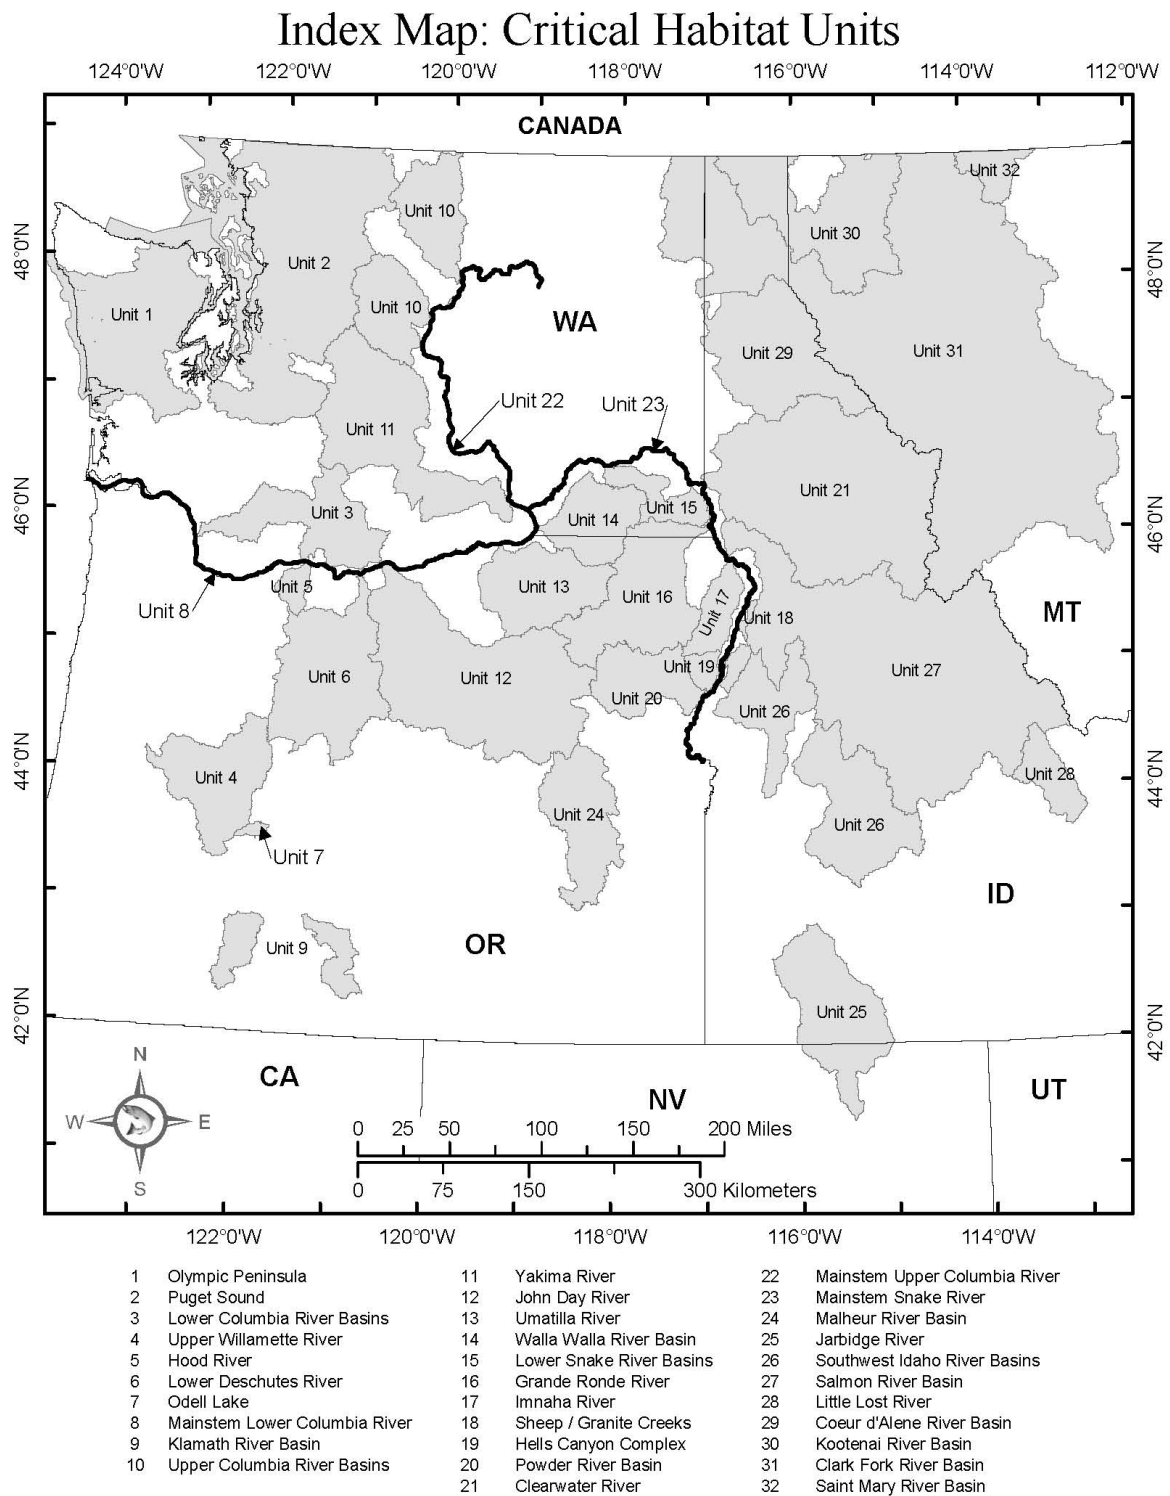 Index Map: Critical Habitat Units
124°0'W 122°0'W 120°0'W 118°0'W 116°0'W 114°0'W 112°0'W
CANADA
Unit 32
Unit 10
Unit 30
48°0'N
Unit 2
48°0'N
Unit 10
Unit 1
WA
Unit 29
Unit 31
Unit 22
Unit 23
Unit 11
Unit 21
46°0'N
Unit 3
Unit 14
Unit 15
46°0'N
Unit 5
Unit 13
Unit 16
Unit 17
Unit 8
Unit 18
MT
Unit 6
Unit 12
Unit 19
Unit 27
Unit 20
Unit 26
44°0'N
Unit 4
Unit 28
44°0'N
Unit 24
Unit 26
Unit 7
ID
OR
Unit 9
42°0'N
Unit 25
42°0'N
N
CA
NV
UT
W E
S
0 25 50 100 150 200 Miles
0 75 150 300 Kilometers
122°0'W 120°0'W 118°0'W 116°0'W 114°0'W
1 Olympic Peninsula
2 Puget Sound
3 Lower Columbia River Basins
4 Upper Willamette River
5 Hood River
6 Lower Deschutes River
7 Odell Lake
8 Mainstem Lower Columbia River
9 Klamath River Basin
10 Upper Columbia River Basins
11 Yakima River
12 John Day River
13 Umatilla River
14 Walla Walla River Basin
15 Lower Snake River Basins
16 Grande Ronde River
17 Imnaha River
18 Sheep / Granite Creeks
19 Hells Canyon Complex
20 Powder River Basin
21 Clearwater River
22 Mainstem Upper Columbia River
23 Mainstem Snake River
24 Malheur River Basin
25 Jarbidge River
26 Southwest Idaho River Basins
27 Salmon River Basin
28 Little Lost River
29 Coeur d'Alene River Basin
30 Kootenai River Basin
31 Clark Fork River Basin
32 Saint Mary River Basin